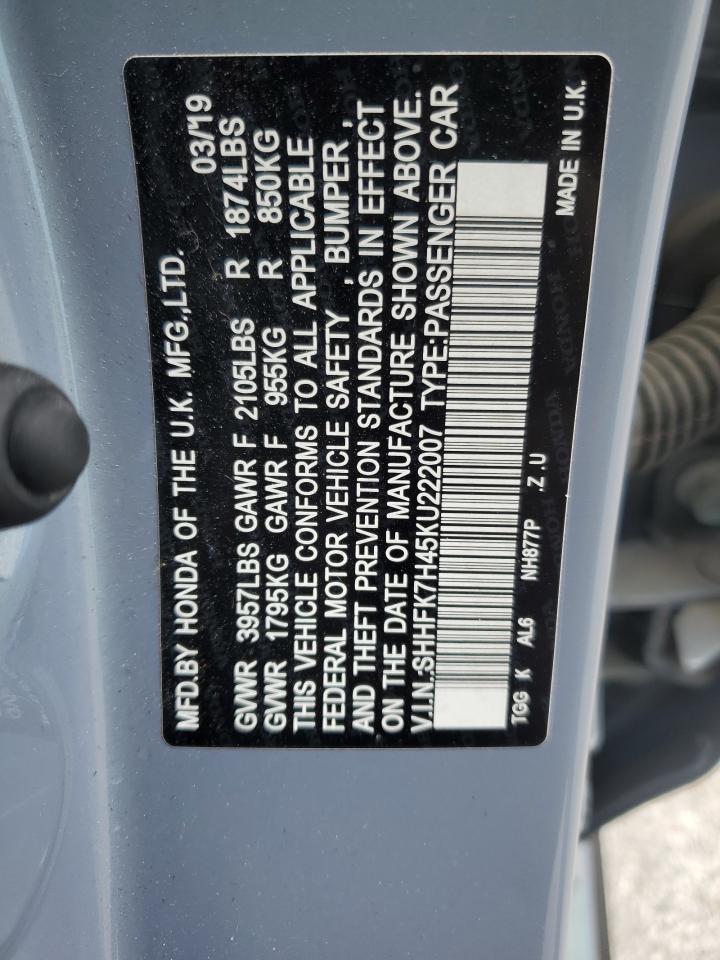 MFD.BY HONDA OF THE U.K. MFG.,LTD. 03/'19
GVWR 3957LBS GAWR F 2105LBS R 1874LBS
GVWR 1795KG GAWR F 955KG R 850KG
THIS VEHICLE CONFORMS TO ALL APPLICABLE
FEDERAL MOTOR VEHICLE SAFETY , BUMPER ,
AND THEFT PREVENTION STANDARDS IN EFFECT
ON THE DATE OF MANUFACTURE SHOWN ABOVE.
V.I.N.:SHHFK7H45KU222007 TYPE:PASSENGER CAR
TGG K AL6 NH877P .Z .U MADE IN U.K.